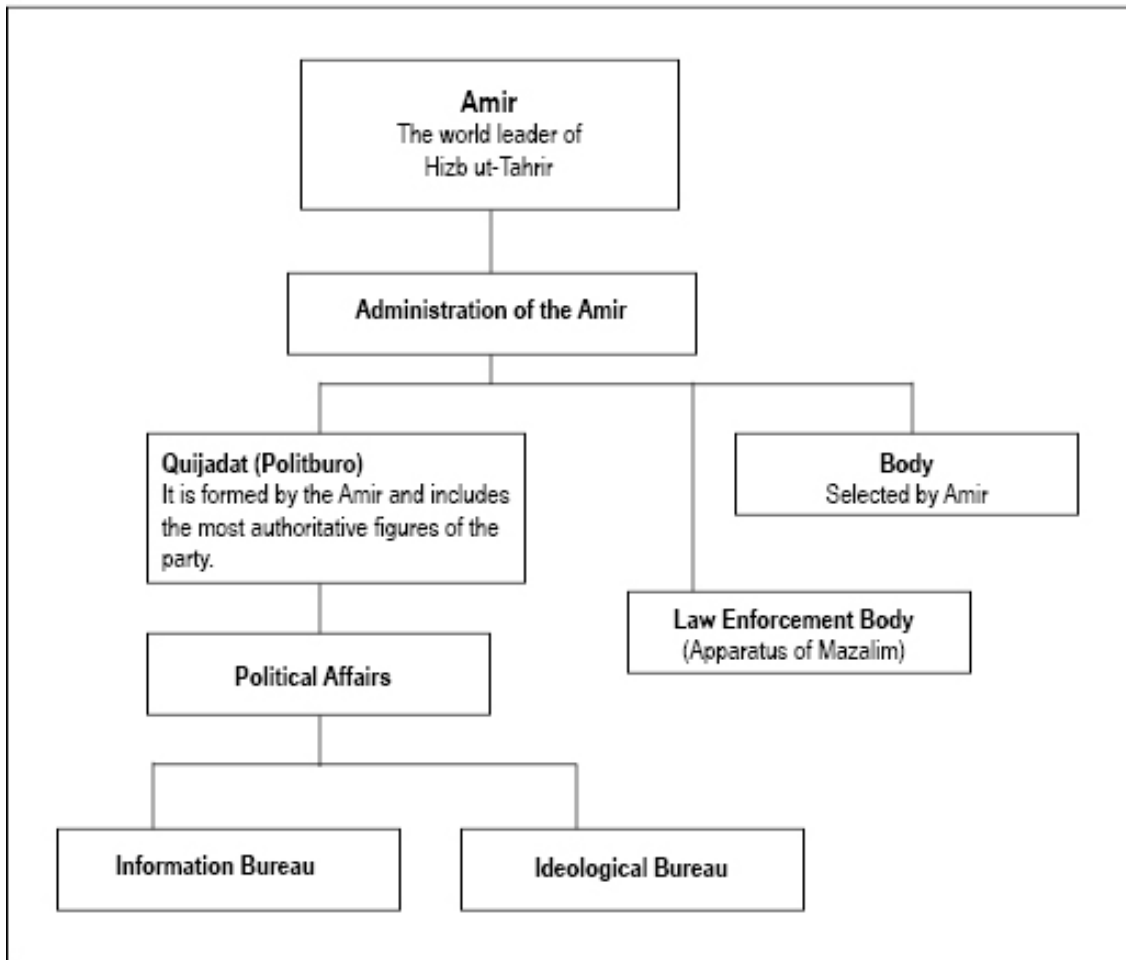 Amir
The world leader of
Hizb ut-Tahrir
Administration of the Amir
Quijadat (Politburo)
It is formed by the Amir and includes
the most authoritative figures of the
party.
Body
Selected by Amir
Law Enforcement Body
(Apparatus of Mazalim)
Political Affairs
Information Bureau
Ideological Bureau